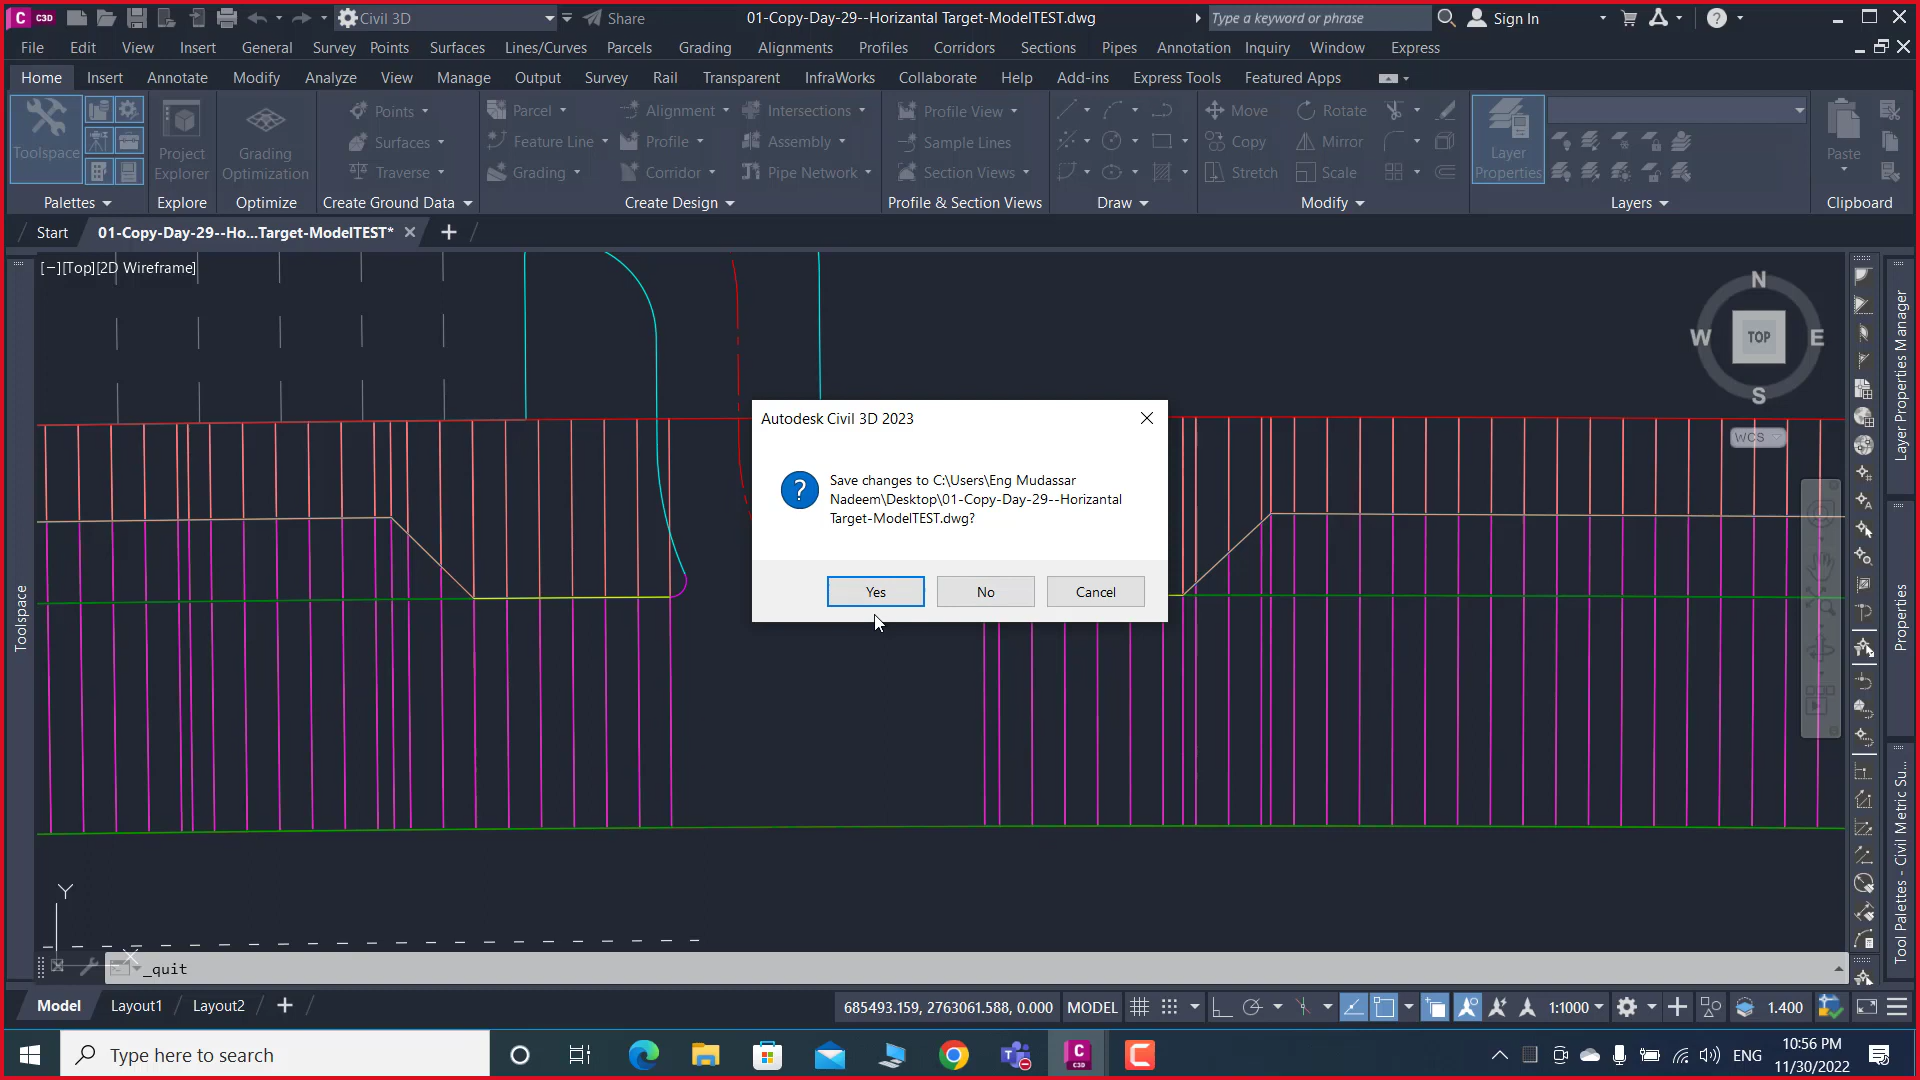 C C3D
Civil 3D
Share
01-Copy-Day-29--Horizantal Target-ModelTEST.dwg
Type a keyword or phrase
Sign In
File Edit View Insert General Survey Points Surfaces Lines/Curves Parcels Grading Alignments Profiles Corridors Sections Pipes Annotation Inquiry Window Express
Home Insert Annotate Modify Analyze View Manage Output Survey Rail Transparent InfraWorks Collaborate Help Add-ins Express Tools Featured Apps
Toolspace
Project Explorer
Grading Optimization
Points
Surfaces
Traverse
Parcel
Feature Line
Grading
Alignment
Profile
Corridor
Intersections
Assembly
Pipe Network
Profile View
Sample Lines
Section Views
Move
Copy
Stretch
Rotate
Mirror
Scale
Layer Properties
Paste
Palettes
Explore
Optimize
Create Ground Data
Create Design
Profile & Section Views
Draw
Modify
Layers
Clipboard
Start
01-Copy-Day-29--Ho...Target-ModelTEST*
[−][Top][2D Wireframe]
N
W TOP E
S
WCS
Autodesk Civil 3D 2023
Save changes to C:\Users\Eng Mudassar
Nadeem\Desktop\01-Copy-Day-29--Horizantal
Target-ModelTEST.dwg?
Yes No Cancel
Toolspace
Layer Properties Manager
Properties
Tool Palettes - Civil Metric Su...
Y
X
_quit
Model Layout1 Layout2
685493.159, 2763061.588, 0.000 MODEL
1:1000
1.400
Type here to search
C C3D
ENG
10:56 PM
11/30/2022